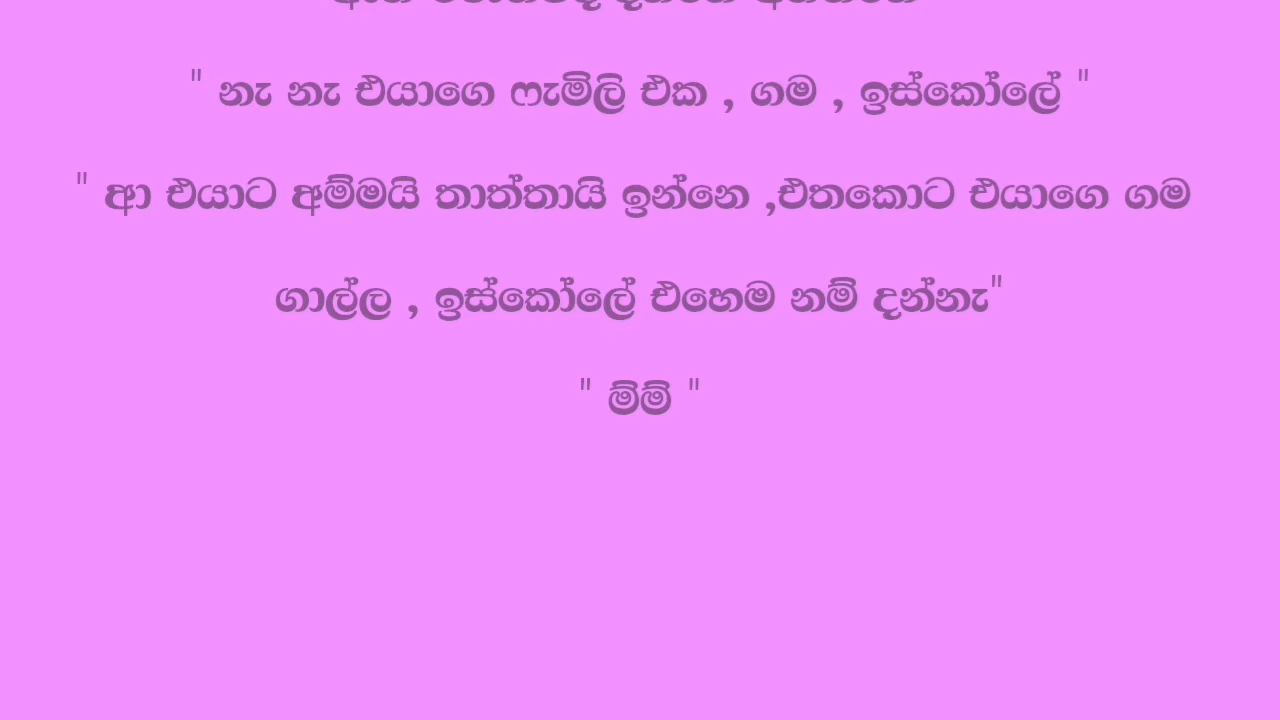 " නැ නැ එයාගෙ ෆැමිලි එක , ගම , ඉස්කෝලේ "
" ආ එයාට අම්මයි තාත්තායි ඉන්නෙ ,එතකොට එයාගෙ ගම
ගාල්ල , ඉස්කෝලේ එහෙම නම් දන්නැ"
" ම්ම් "